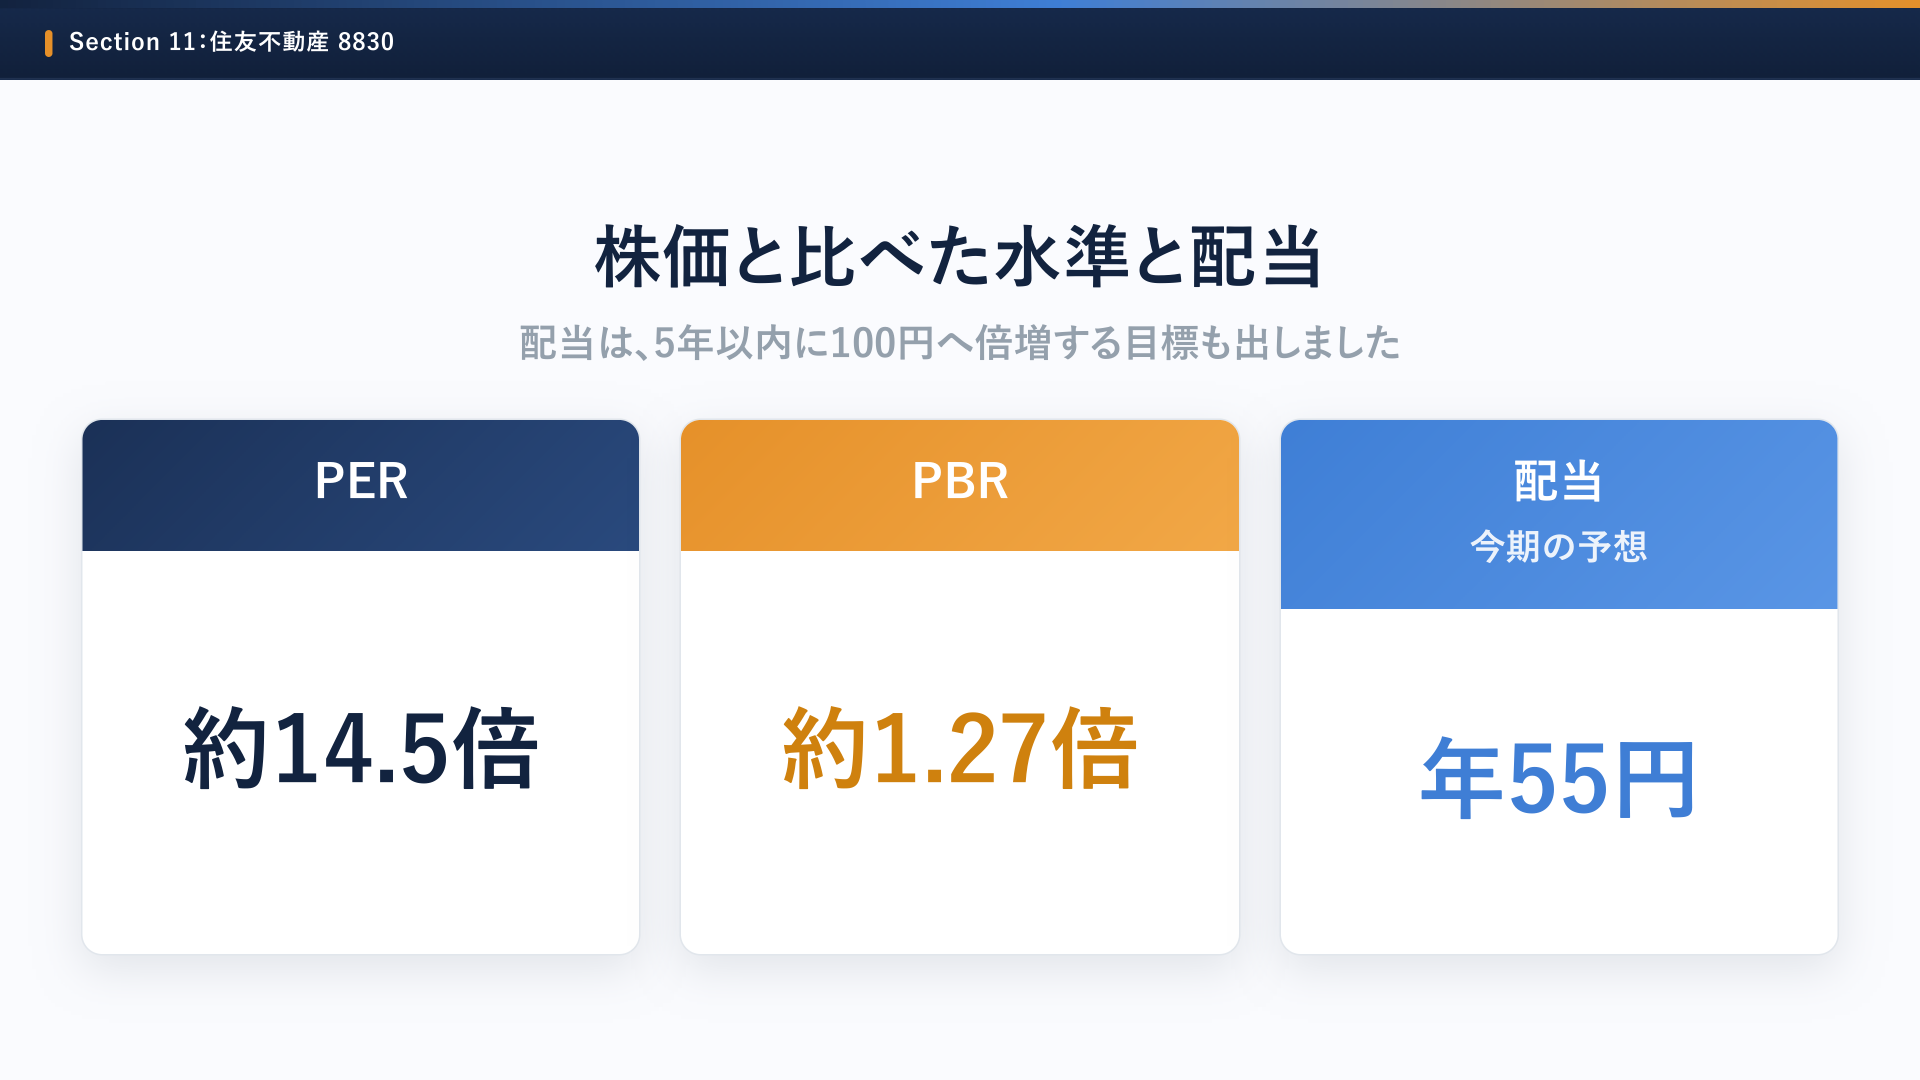 Section 11：住友不動産 8830
株価と比べた水準と配当
配当は、5年以内に100円へ倍増する目標も出しました
PER
約14.5倍
PBR
約1.27倍
配当
今期の予想
年55円